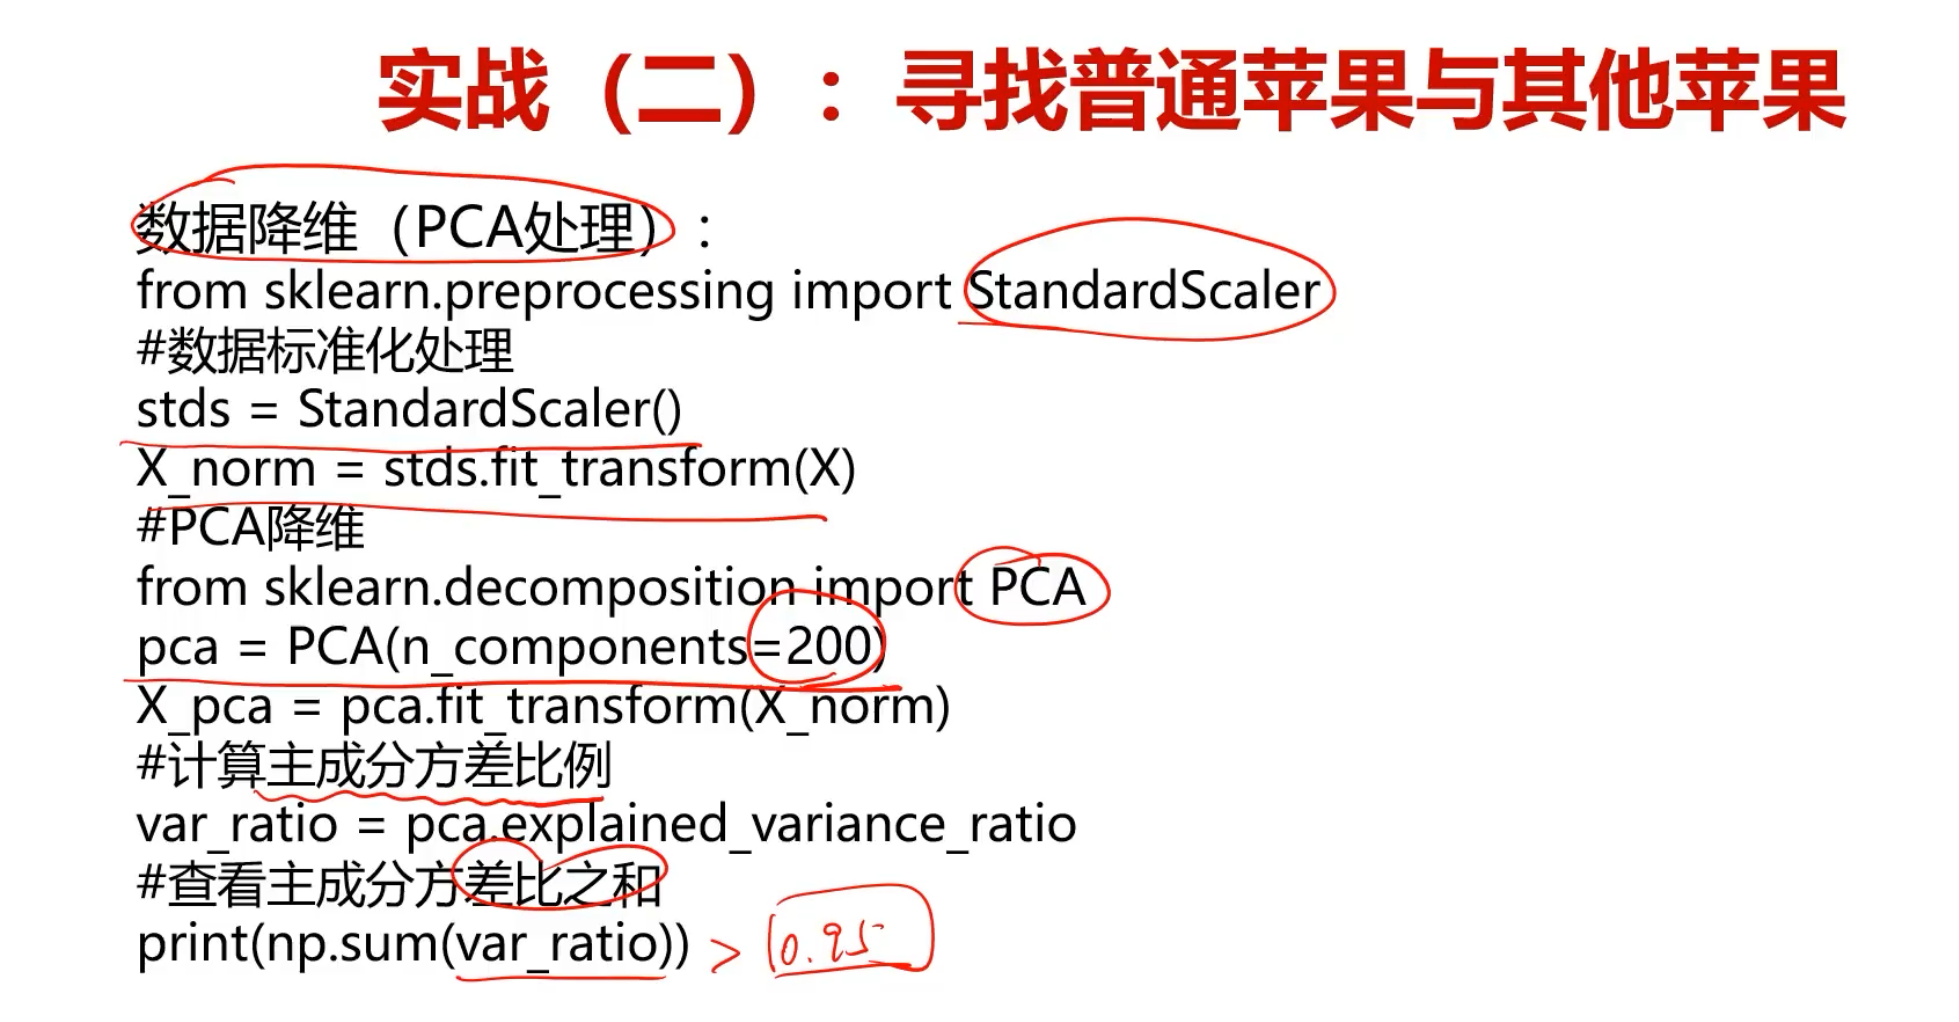 实战（二）：寻找普通苹果与其他苹果
数据降维（PCA处理）:
from sklearn.preprocessing import StandardScaler
#数据标准化处理
stds = StandardScaler()
X_norm = stds.fit_transform(X)
#PCA降维
from sklearn.decomposition import PCA
pca = PCA(n_components=200)
X_pca = pca.fit_transform(X_norm)
#计算主成分方差比例
var_ratio = pca.explained_variance_ratio
#查看主成分方差比之和
print(np.sum(var_ratio)) > 0.95